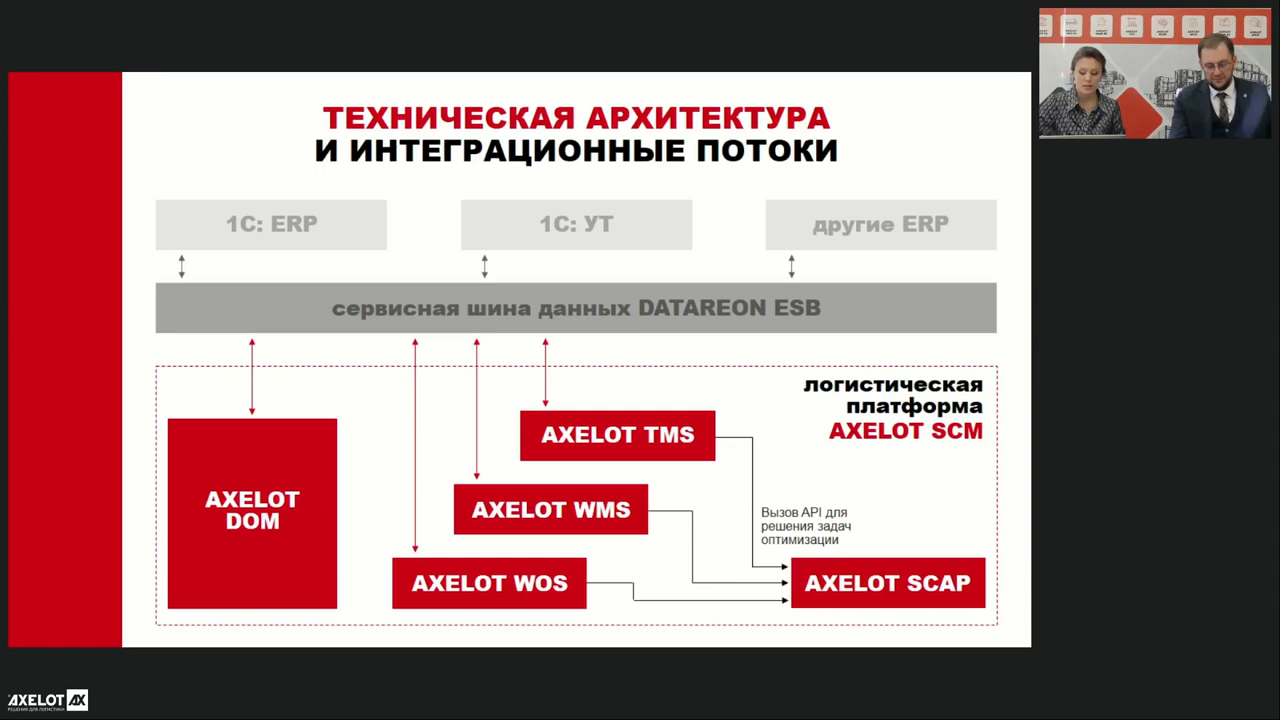 ТЕХНИЧЕСКАЯ АРХИТЕКТУРА
И ИНТЕГРАЦИОННЫЕ ПОТОКИ
1С: ERP
1С: УТ
другие ERP
сервисная шина данных DATAREON ESB
логистическая
платформа
AXELOT SCM
AXELOT TMS
AXELOT
DOM
AXELOT WMS
Вызов API для
решения задач
оптимизации
AXELOT WOS
AXELOT SCAP
AXELOT AX
РЕШЕНИЯ ДЛЯ ЛОГИСТИКИ